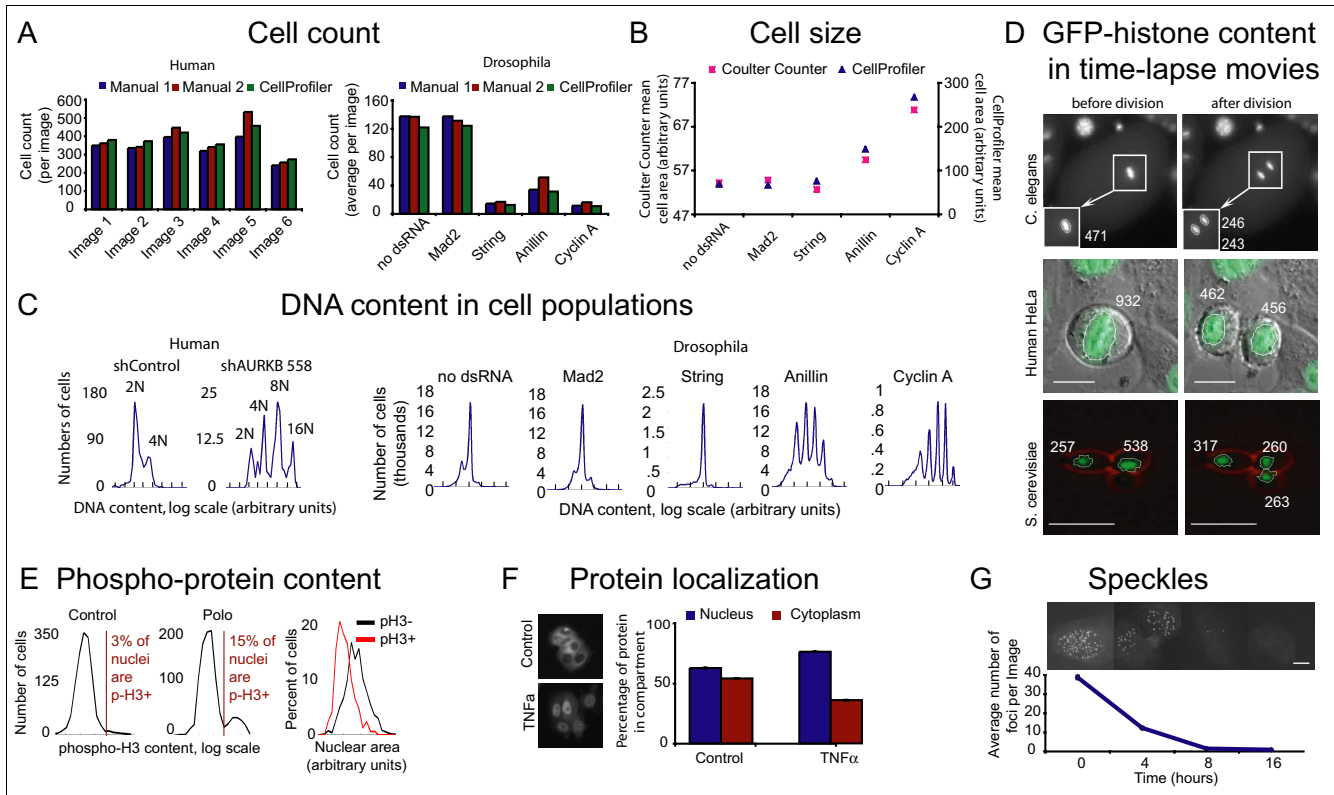 A Cell count
Human
Manual 1 Manual 2 CellProfiler
Cell count
(per image)
600
500
400
300
200
100
0
Image 1 Image 2 Image 3 Image 4 Image 5 Image 6
Drosophila
Manual 1 Manual 2 CellProfiler
Cell count
(average per image)
160
120
80
40
0
no dsRNA Mad2 String Anillin Cyclin A
B Cell size
Coulter Counter CellProfiler
Coulter Counter mean
cell area (arbitrary units)
77
67
57
47
300
200
100
0
CellProfiler mean
cell area (arbitrary units)
no dsRNA Mad2 String Anillin Cyclin A
C DNA content in cell populations
Human
shControl shAURKB 558
Numbers of cells
180
90
0
2N
4N
25
12.5
0
2N
4N
8N
16N
DNA content, log scale (arbitrary units)
Drosophila
no dsRNA Mad2 String Anillin Cyclin A
Number of cells
(thousands)
18
16
12
8
4
0
18
16
12
8
4
0
2.5
2
1.5
1
.5
0
18
16
12
8
4
0
1
.8
.6
.4
.2
0
DNA content, log scale (arbitrary units)
D GFP-histone content
in time-lapse movies
before division after division
C. elegans
471
246
243
Human HeLa
932
462
456
S. cerevisiae
257
538
317
260
263
E Phospho-protein content
Control Polo
Number of cells
350
225
125
0
3% of
nuclei
are
p-H3+
200
100
0
15% of
nuclei
are
p-H3+
phospho-H3 content, log scale
Percent of cells
20
10
0
pH3-
pH3+
Nuclear area
(arbitrary units)
F Protein localization
Control
TNFa
Nucleus Cytoplasm
Percentage of protein
in compartment
100
50
0
Control TNFα
G Speckles
Average number of
foci per Image
40
30
20
10
0
0 4 8 16
Time (hours)